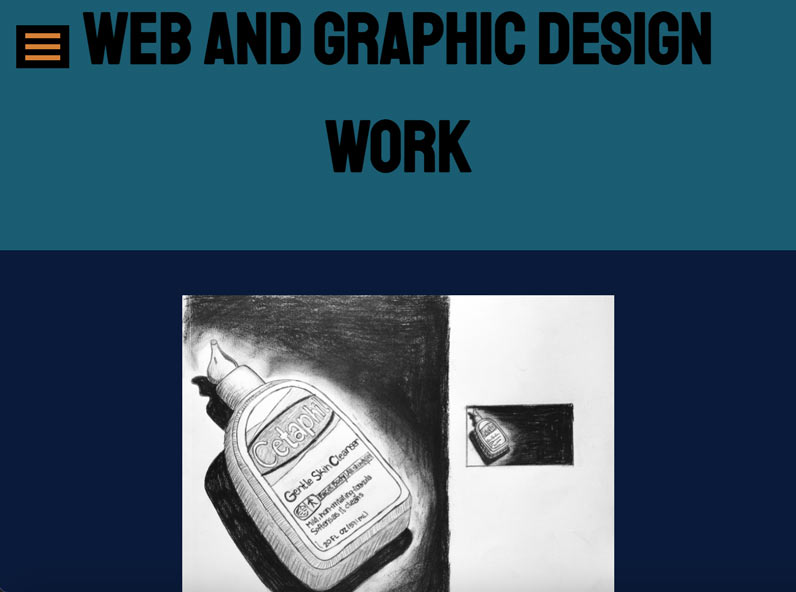 WEB AND GRAPHIC DESIGN
WORK
Cetaphil
Gentle Skin Cleanser
Mild, non-irritating formula
Softens as it cleans
20 FL OZ (591 mL)